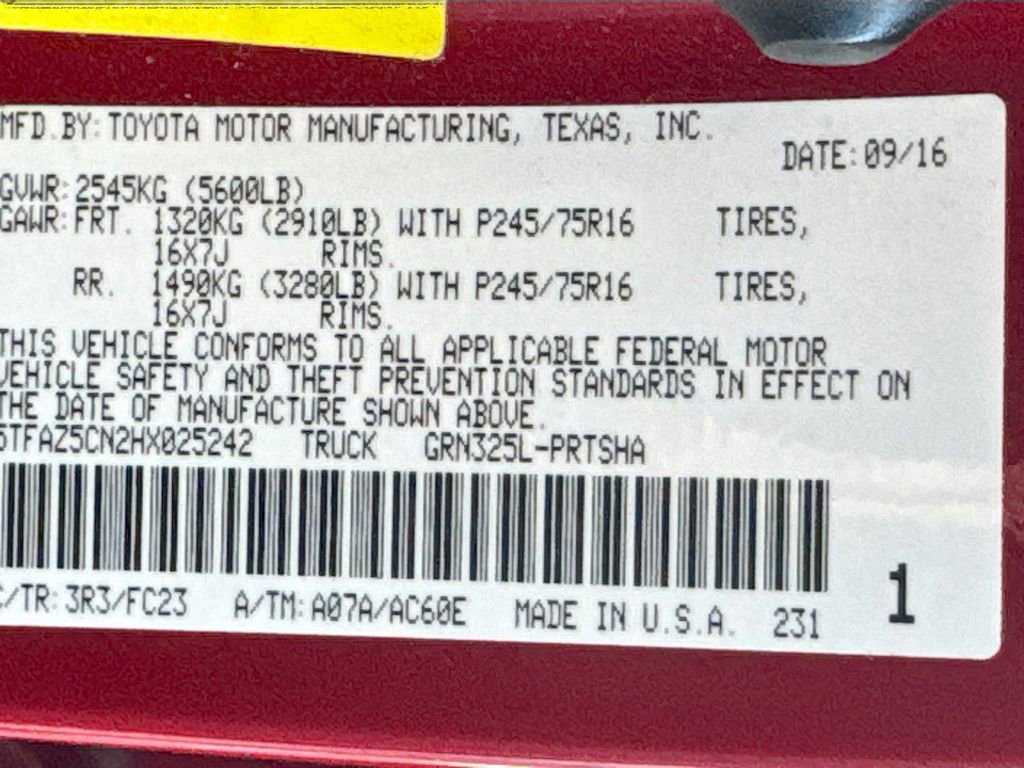 MFD.BY: TOYOTA MOTOR MANUFACTURING, TEXAS, INC.
DATE: 09/16
GVWR: 2545KG (5600LB)
GAWR: FRT. 1320KG (2910LB) WITH P245/75R16 TIRES,
16X7J RIMS.
RR. 1490KG (3280LB) WITH P245/75R16 TIRES,
16X7J RIMS.
THIS VEHICLE CONFORMS TO ALL APPLICABLE FEDERAL MOTOR
VEHICLE SAFETY AND THEFT PREVENTION STANDARDS IN EFFECT ON
THE DATE OF MANUFACTURE SHOWN ABOVE.
5TFAZ5CN2HX025242 TRUCK GRN325L-PRTSHA
C/TR: 3R3/FC23 A/TM: A07A/AC60E MADE IN U.S.A. 231
1